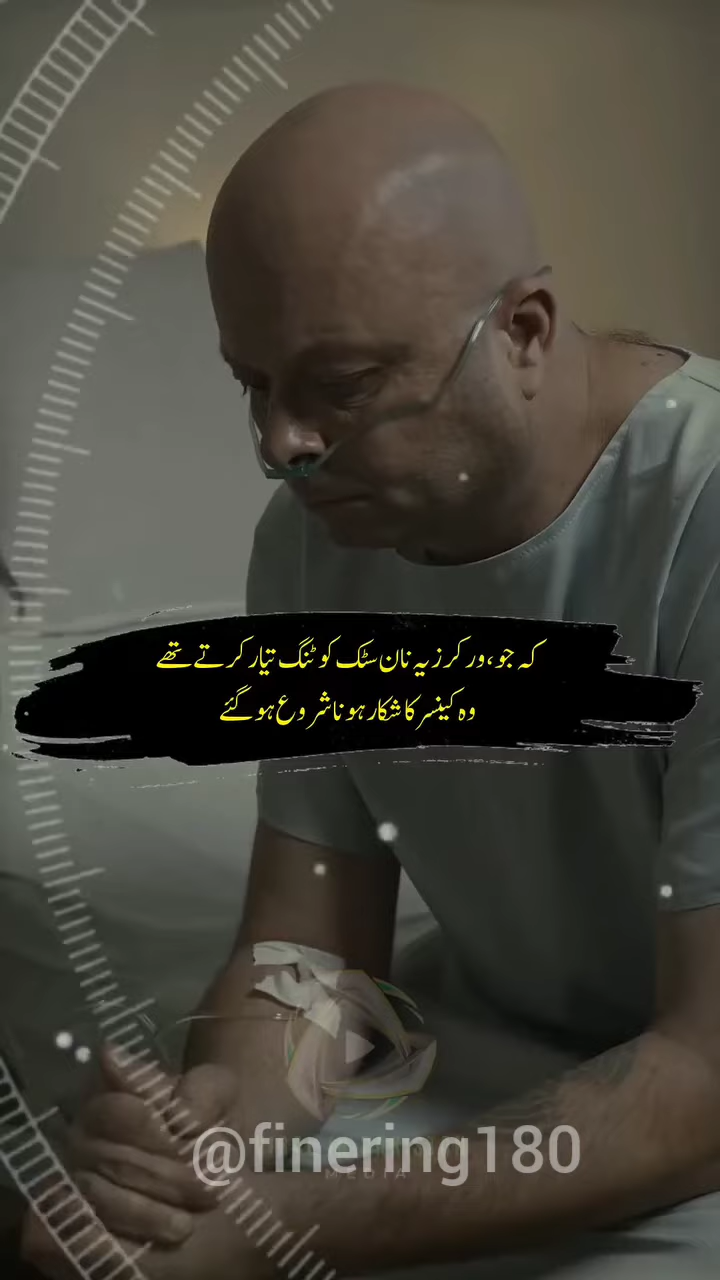 کہ جو، ورکرز یہ نان سٹک کوٹنگ تیار کرتے تھے
وہ کینسر کا شکار ہونا شروع ہو گئے
@finering180
MEDIA